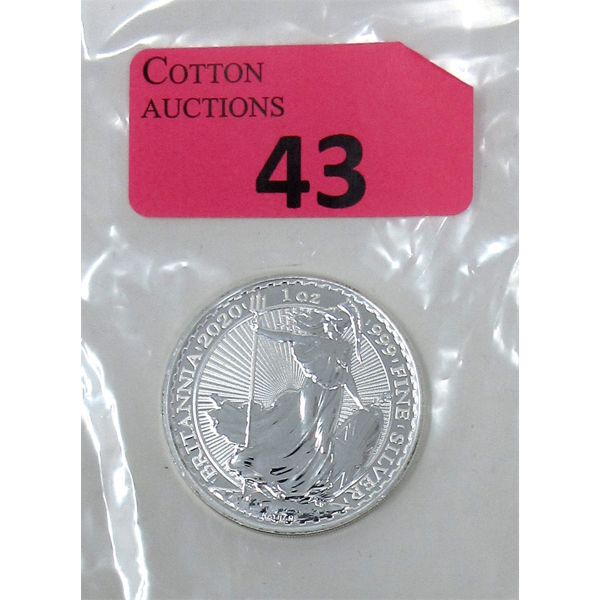 COTTON
AUCTIONS
43
BRITANNIA · 2020 1 oz 999 · FINE · SILVER